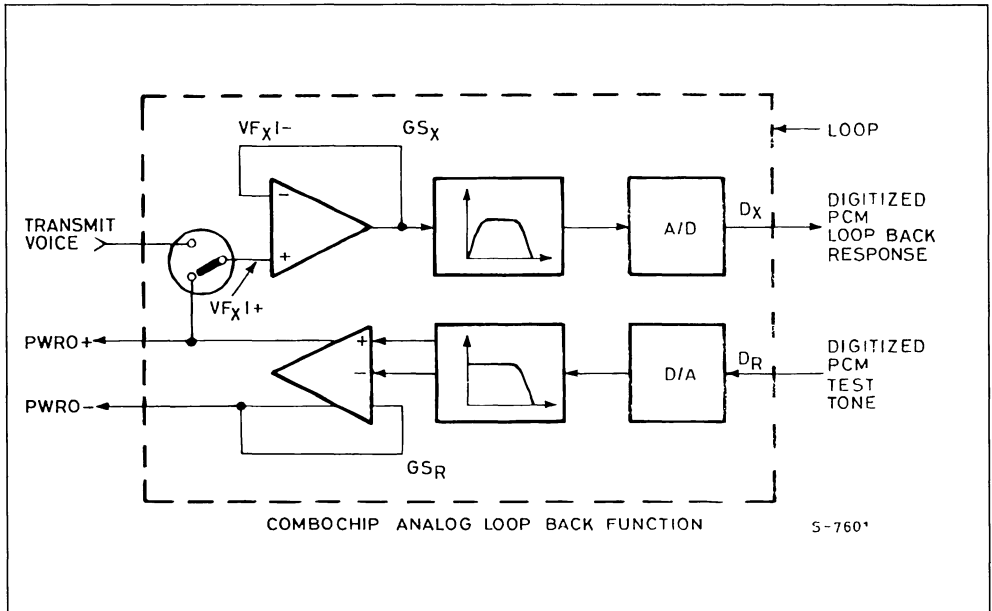 VFXI-
GSX
LOOP
TRANSMIT
VOICE
-
+
A/D
DX
DIGITIZED
PCM
LOOP BACK
RESPONSE
VFXI+
PWRO+
+
-
D/A
DR
DIGITIZED
PCM
TEST
TONE
PWRO-
GSR
COMBOCHIP ANALOG LOOP BACK FUNCTION